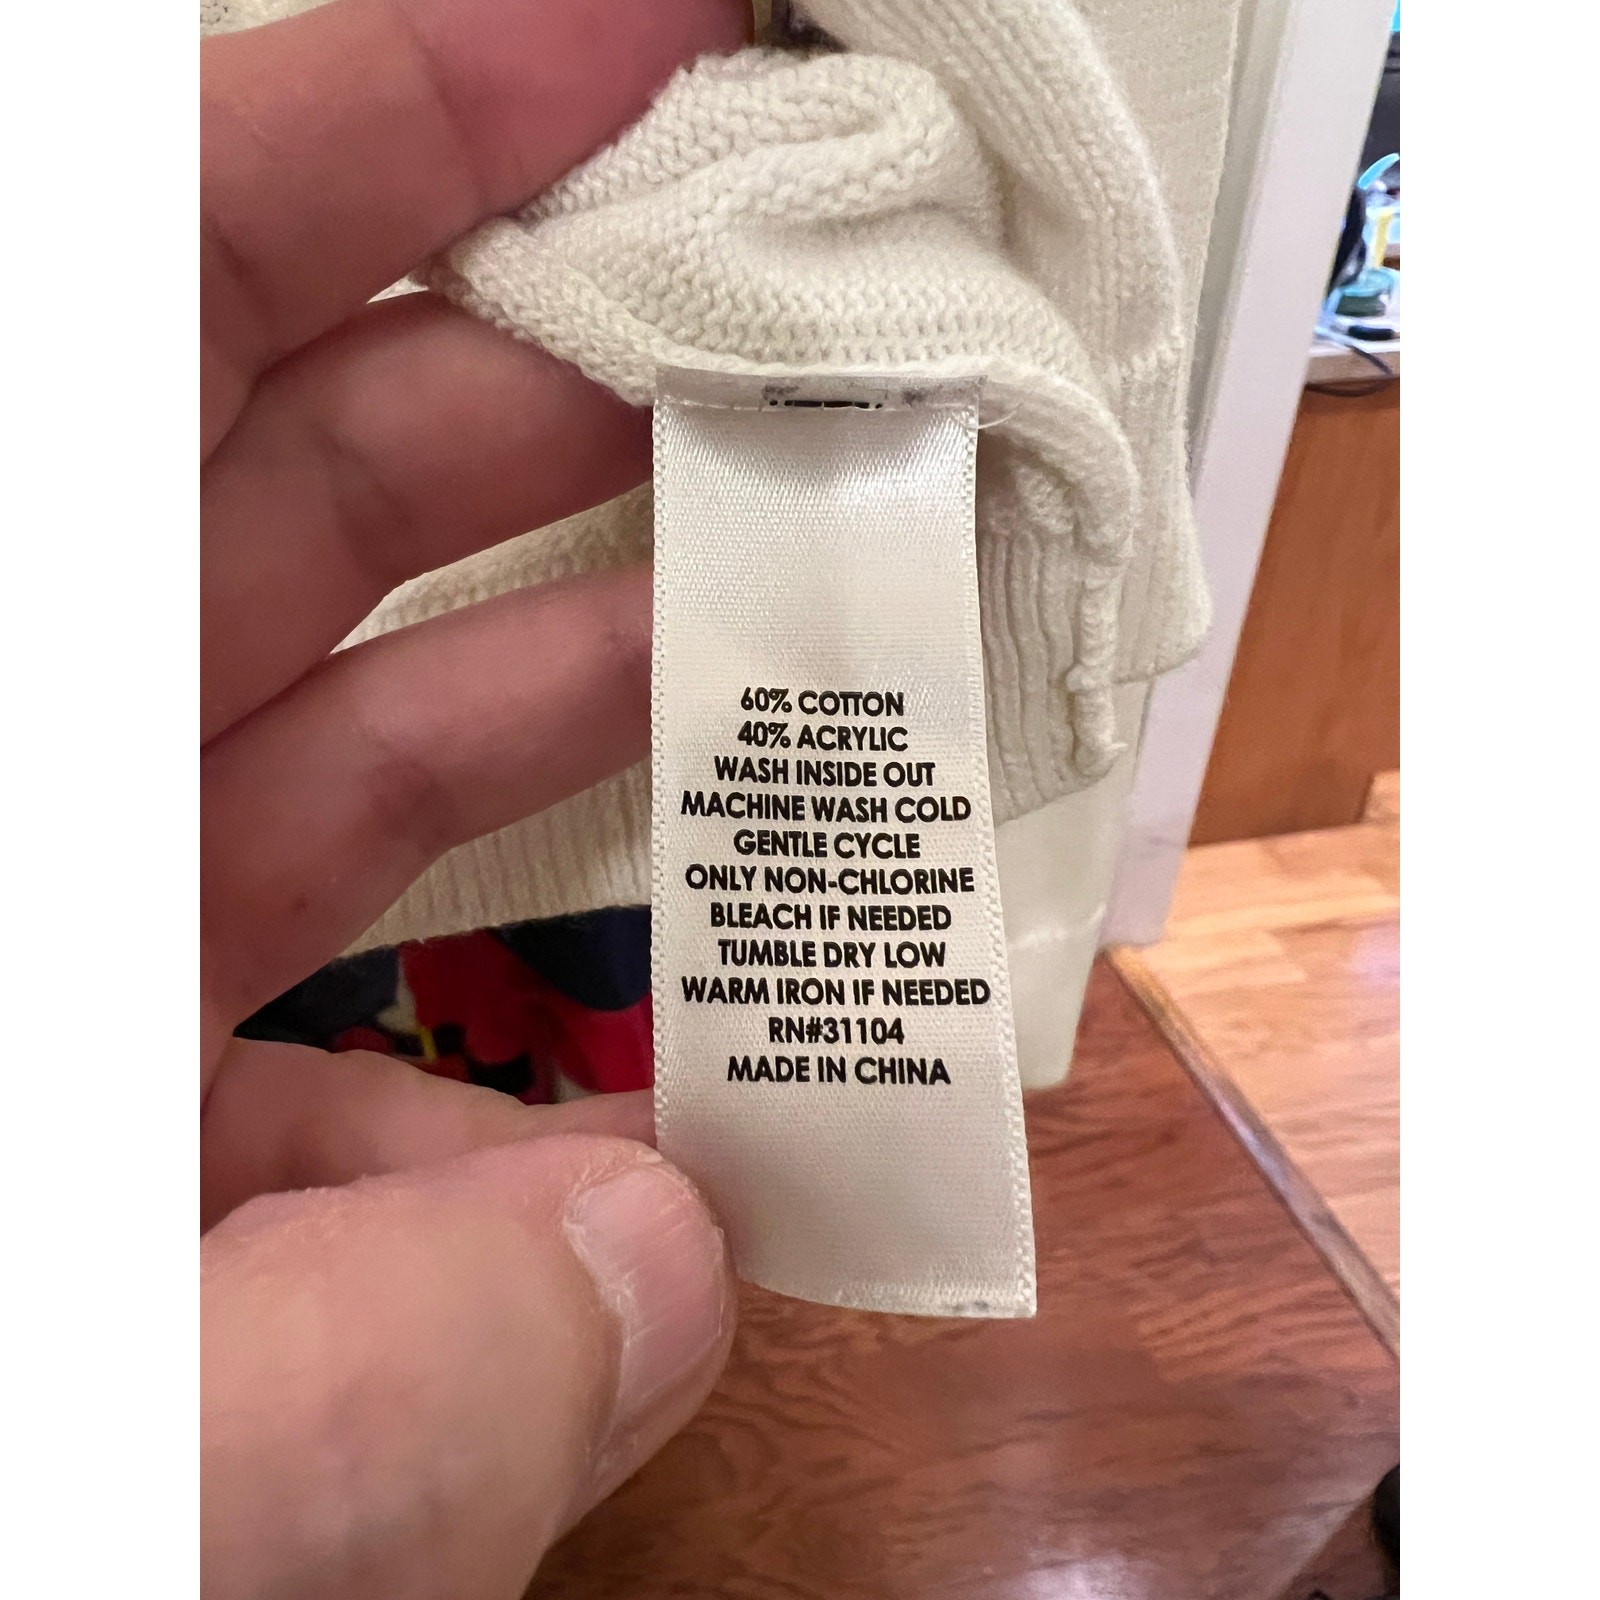 60% COTTON
40% ACRYLIC
WASH INSIDE OUT
MACHINE WASH COLD
GENTLE CYCLE
ONLY NON-CHLORINE
BLEACH IF NEEDED
TUMBLE DRY LOW
WARM IRON IF NEEDED
RN#31104
MADE IN CHINA